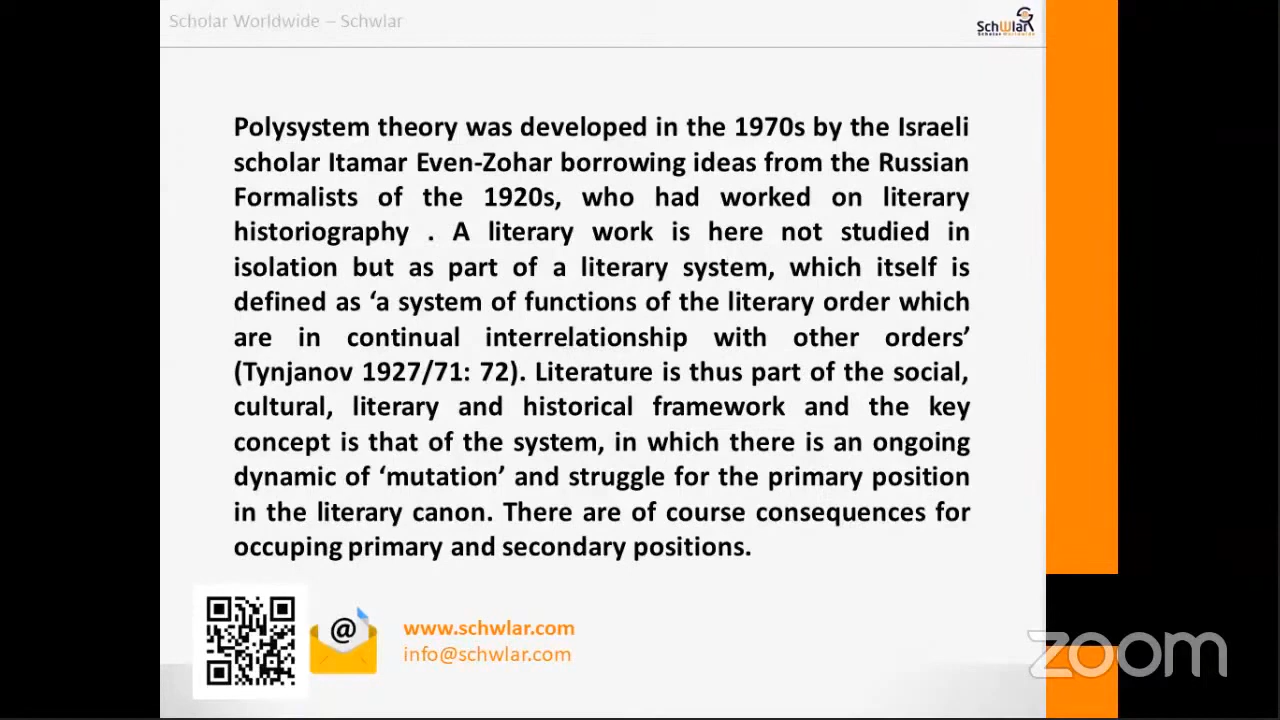 Scholar Worldwide – Schwlar
SchWlar
Scholar Worldwide
Polysystem theory was developed in the 1970s by the Israeli
scholar Itamar Even-Zohar borrowing ideas from the Russian
Formalists of the 1920s, who had worked on literary
historiography . A literary work is here not studied in
isolation but as part of a literary system, which itself is
defined as ‘a system of functions of the literary order which
are in continual interrelationship with other orders’
(Tynjanov 1927/71: 72). Literature is thus part of the social,
cultural, literary and historical framework and the key
concept is that of the system, in which there is an ongoing
dynamic of ‘mutation’ and struggle for the primary position
in the literary canon. There are of course consequences for
occuping primary and secondary positions.
@
www.schwlar.com
info@schwlar.com
zoom